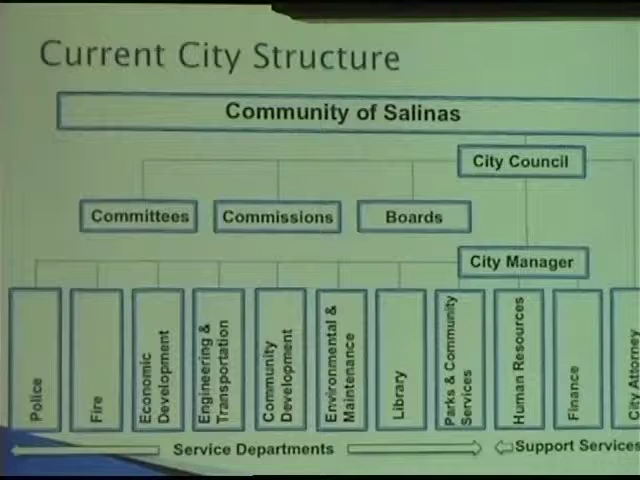 Current City Structure
Community of Salinas
City Council
Committees
Commissions
Boards
City Manager
Police
Fire
Economic
Development
Engineering &
Transportation
Community
Development
Environmental &
Maintenance
Library
Parks & Community
Services
Human Resources
Finance
City Attorney
Service Departments
Support Services